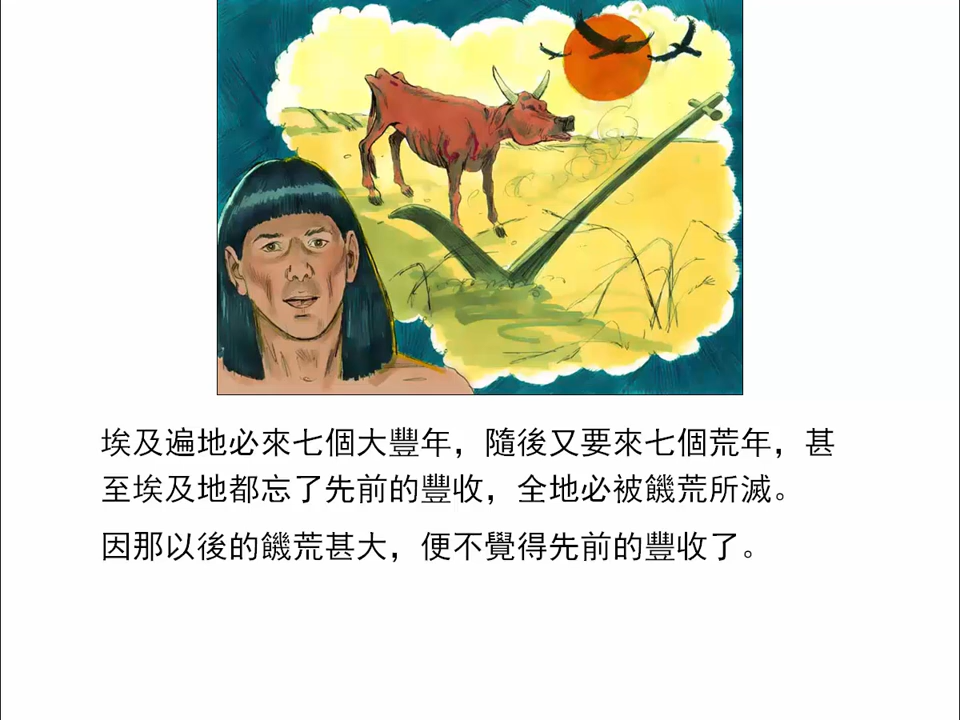 埃及遍地必來七個大豐年，隨後又要來七個荒年，甚
至埃及地都忘了先前的豐收，全地必被饑荒所滅。
因那以後的饑荒甚大，便不覺得先前的豐收了。